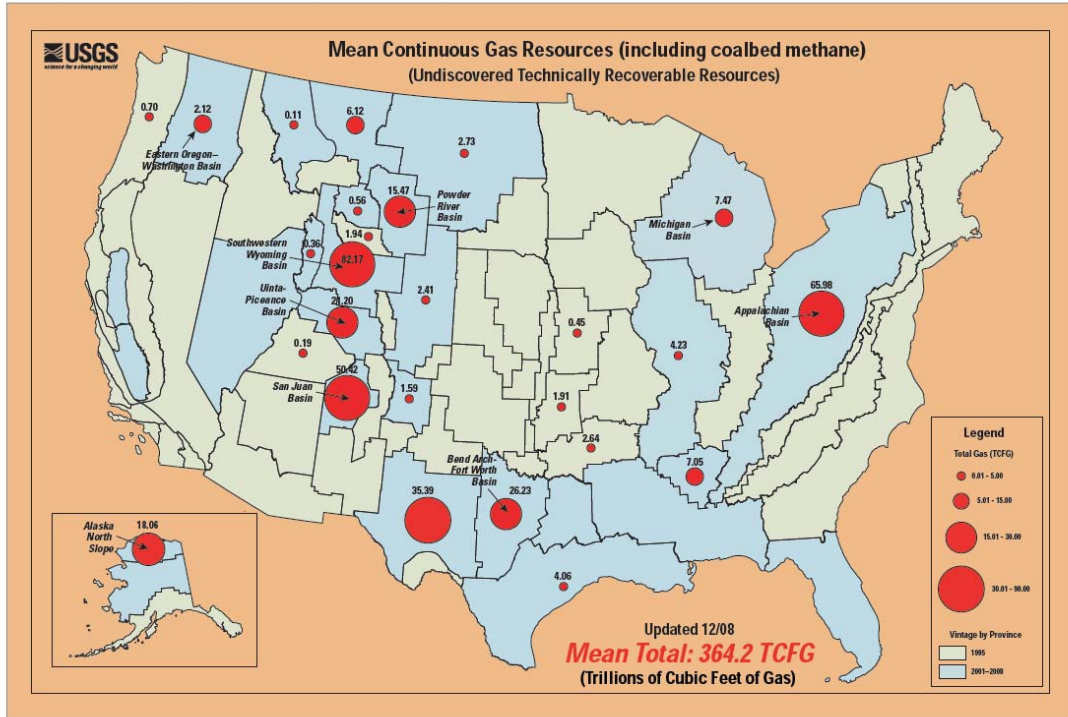 USGS
science for a changing world
Mean Continuous Gas Resources (including coalbed methane)
(Undiscovered Technically Recoverable Resources)
0.70
2.12
Eastern Oregon–
Washington Basin
0.11
6.12
2.73
0.56
15.47
Powder
River
Basin
1.94
0.36
Southwestern
Wyoming
Basin
82.17
Uinta-
Piceance
Basin
21.20
2.41
0.19
50.42
San Juan
Basin
1.59
0.45
1.91
2.64
7.47
Michigan
Basin
65.98
Appalachian
Basin
4.23
7.05
Bend Arch-
Fort Worth
Basin
35.39
26.23
4.06
Alaska
North
Slope
18.06
Updated 12/08
Mean Total: 364.2 TCFG
(Trillions of Cubic Feet of Gas)
Legend
Total Gas (TCFG)
0.01 - 5.00
5.01 - 15.00
15.01 - 30.00
30.01 - 90.00
Vintage by Province
1995
2001–2008